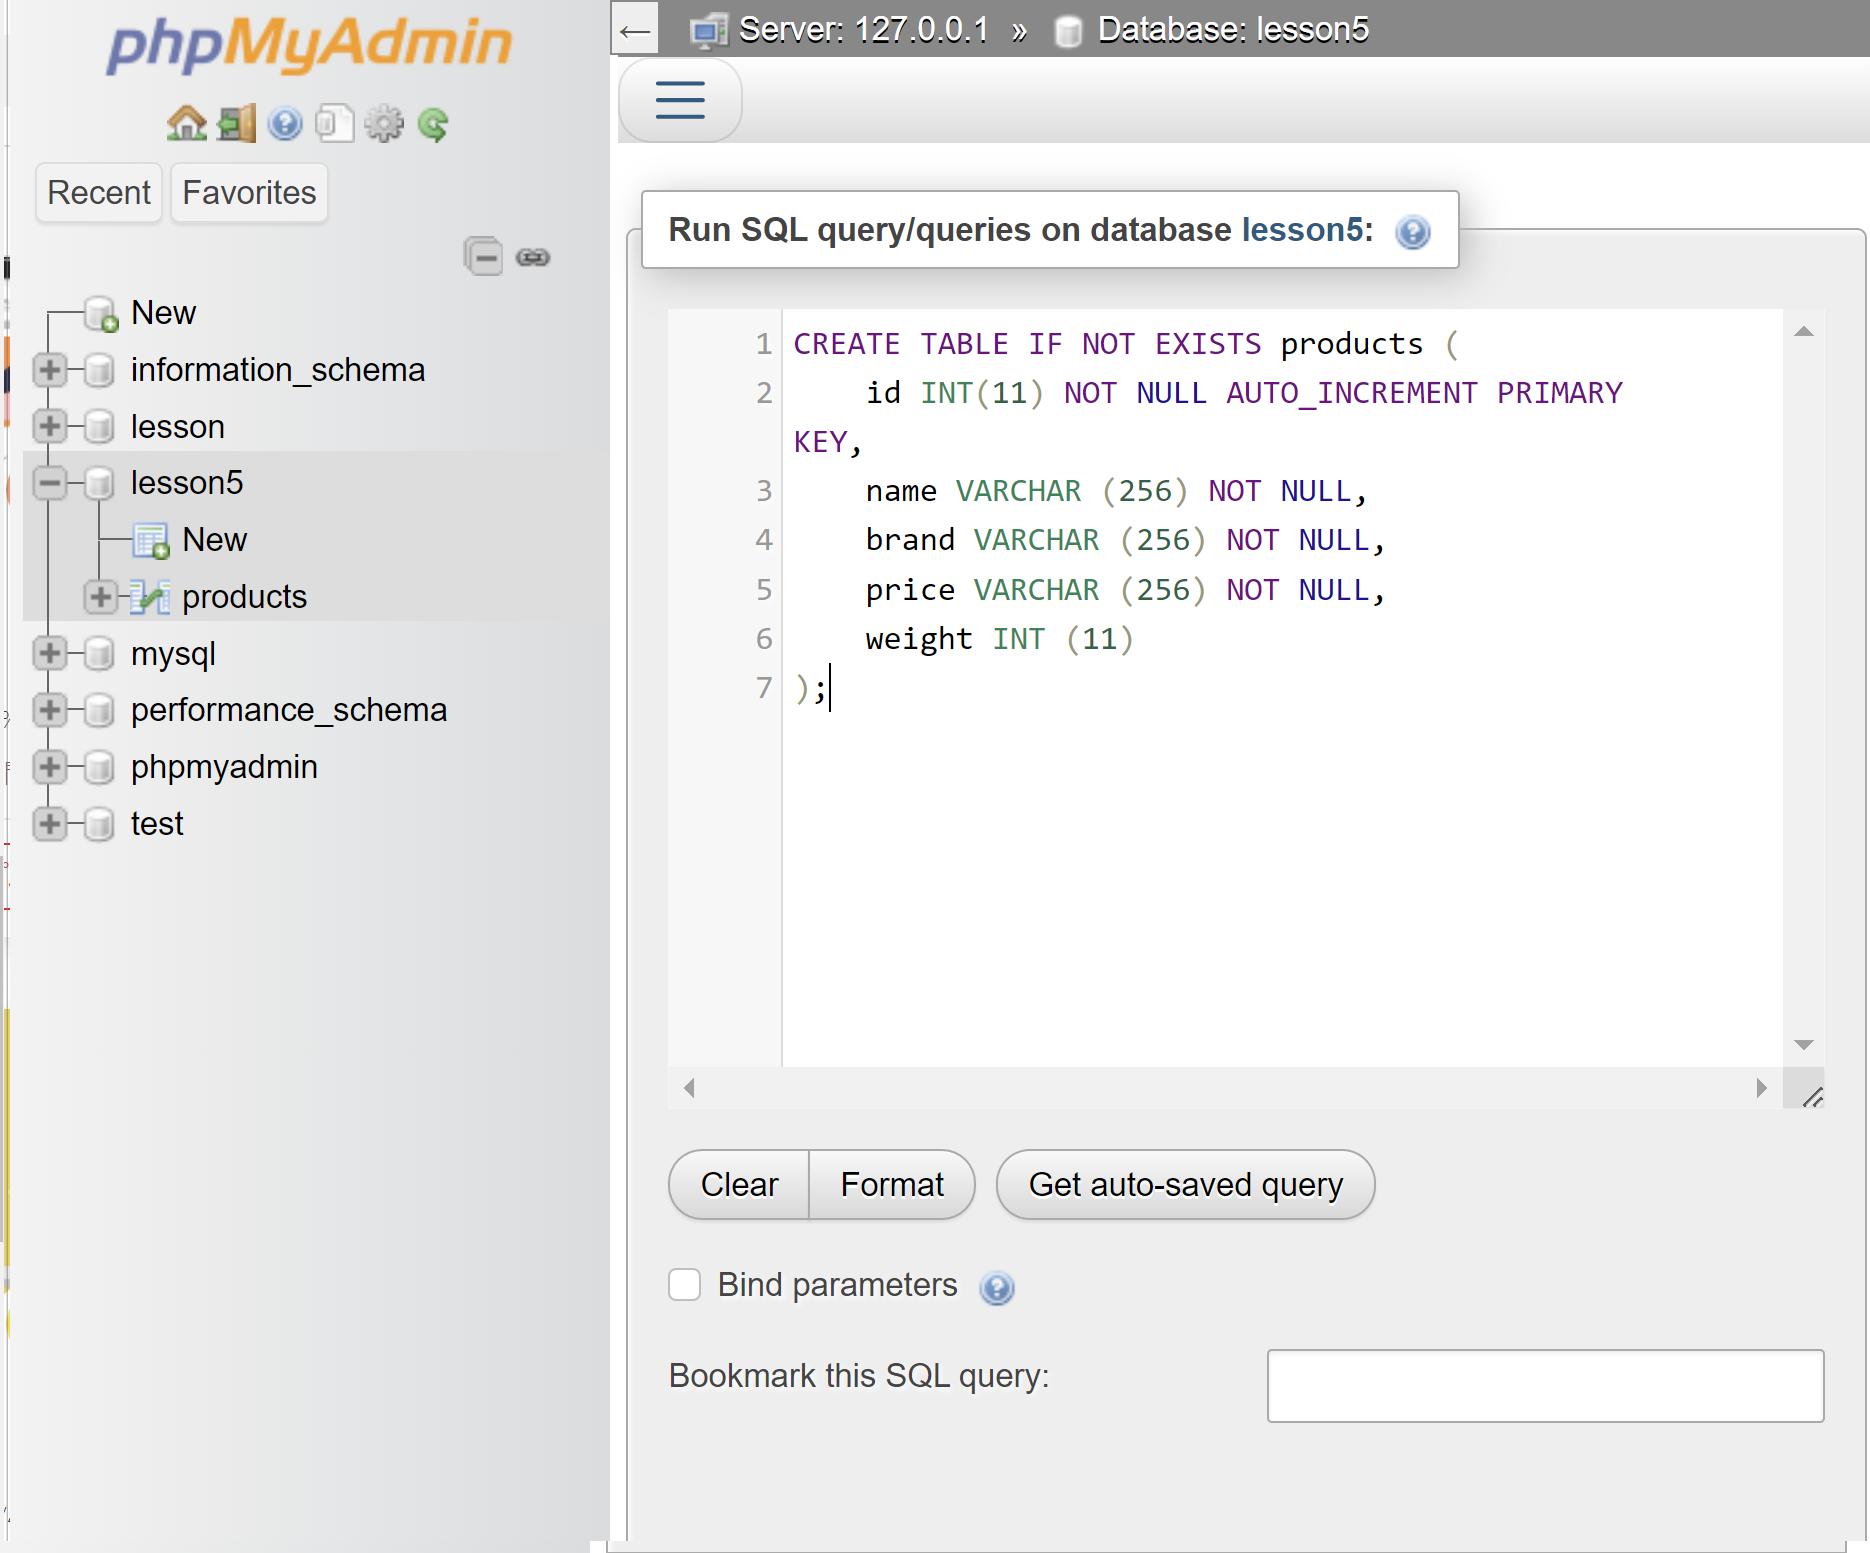 phpMyAdmin
Recent
Favorites
New
information_schema
lesson
lesson5
New
products
mysql
performance_schema
phpmyadmin
test
Server: 127.0.0.1 » Database: lesson5
Run SQL query/queries on database lesson5:
1 CREATE TABLE IF NOT EXISTS products (
2 id INT(11) NOT NULL AUTO_INCREMENT PRIMARY
KEY,
3 name VARCHAR (256) NOT NULL,
4 brand VARCHAR (256) NOT NULL,
5 price VARCHAR (256) NOT NULL,
6 weight INT (11)
7 );
Clear
Format
Get auto-saved query
Bind parameters
Bookmark this SQL query: